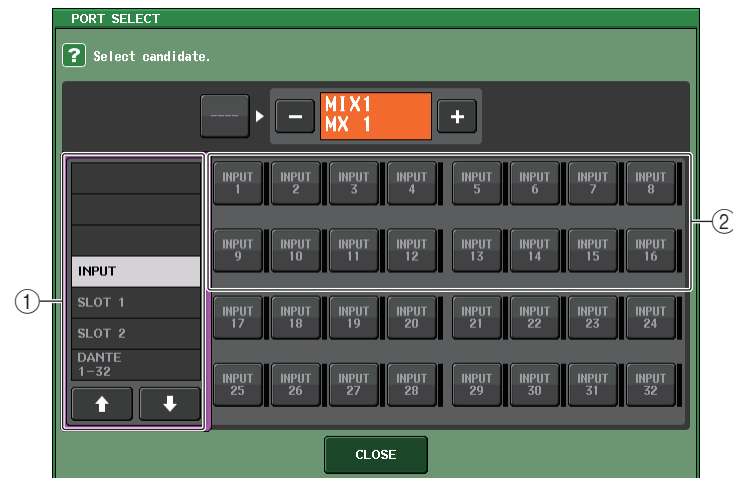 PORT SELECT
? Select candidate.
---- − MIX1 +
MX 1
INPUT
SLOT 1
SLOT 2
DANTE
1-32
INPUT 1 INPUT 2 INPUT 3 INPUT 4 INPUT 5 INPUT 6 INPUT 7 INPUT 8
INPUT 9 INPUT 10 INPUT 11 INPUT 12 INPUT 13 INPUT 14 INPUT 15 INPUT 16
INPUT 17 INPUT 18 INPUT 19 INPUT 20 INPUT 21 INPUT 22 INPUT 23 INPUT 24
INPUT 25 INPUT 26 INPUT 27 INPUT 28 INPUT 29 INPUT 30 INPUT 31 INPUT 32
CLOSE
①
②